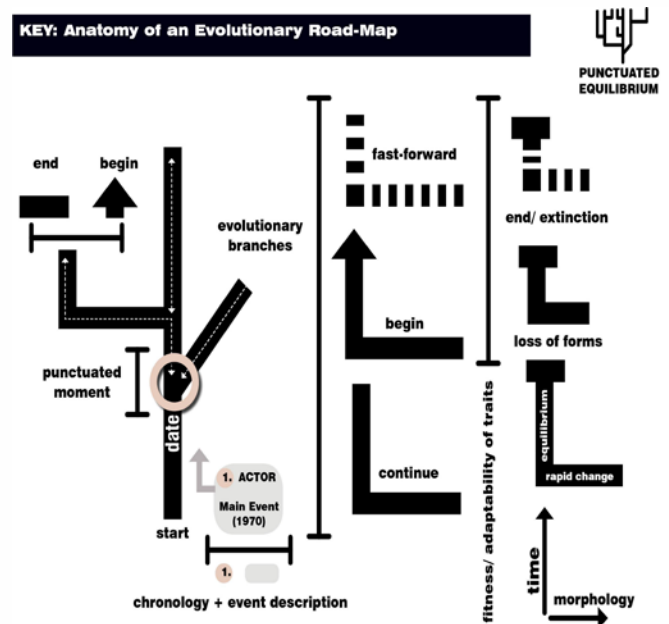 KEY: Anatomy of an Evolutionary Road-Map
PUNCTUATED
EQUILIBRIUM
end
begin
evolutionary
branches
punctuated
moment
date
1. ACTOR
Main Event
(1970)
start
1.
chronology + event description
fast-forward
begin
continue
fitness/ adaptability of traits
end/ extinction
loss of forms
equilibrium
rapid change
time
morphology